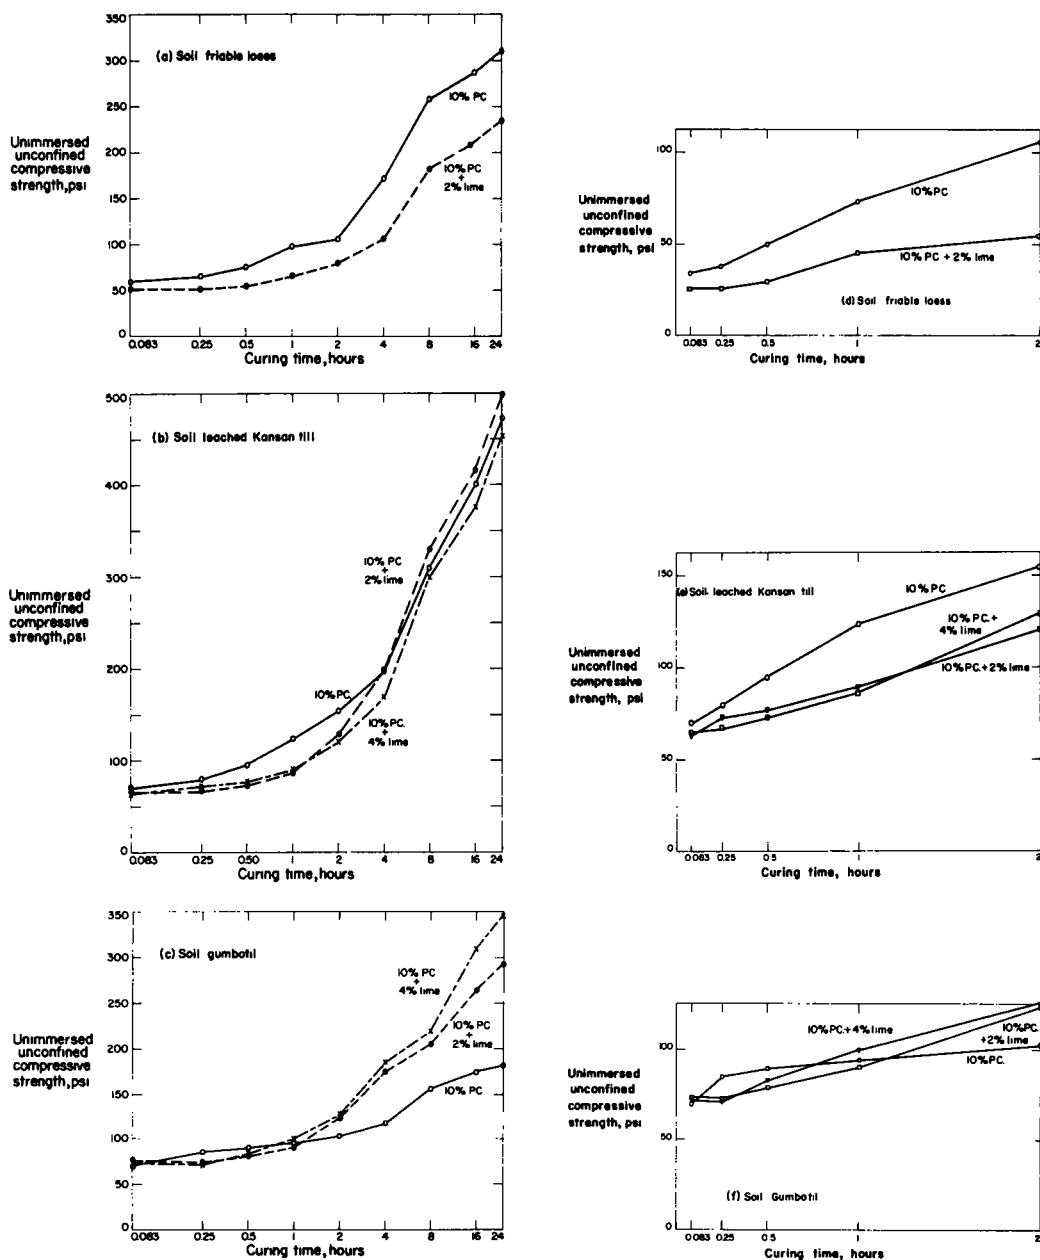 350
300
250
200
150
100
50
0
(a) Soil friable loess
10% PC
10% PC
+
2% lime
Unimmersed
unconfined
compressive
strength,psi
0.083 0.25 0.5 1 2 4 8 16 24
Curing time, hours
100
50
0
10% PC
10% PC + 2% lime
(d) Soil friable loess
Unimmersed
unconfined
compressive
strength, psi
0.083 0.25 0.5 1 2
Curing time, hours
500
400
300
200
100
0
(b) Soil leached Kansan till
10% PC
+
2% lime
10% PC.
10% PC.
+
4% lime
Unimmersed
unconfined
compressive
strength,psi
0.083 0.25 0.50 1 2 4 8 16 24
Curing time, hours
150
100
50
0
(e) Soil leached Kansan till
10% PC
10% PC. +
4% lime
10% PC.+2% lime
Unimmersed
unconfined
compressive
strength, psi
0.083 0.25 0.5 1 2
Curing time, hours
350
300
250
200
150
100
50
0
(c) Soil gumbotil
10% PC
+
4% lime
10% PC
+
2% lime
10% PC
Unimmersed
unconfined
compressive
strength,psi
0.083 0.25 0.5 1 2 4 8 16 24
Curing time, hours
100
50
0
10% PC.+4% lime
10% PC.
+2% lime
10% PC.
(f) Soil Gumbotil
Unimmersed
unconfined
compressive
strength, psi
0.083 0.25 0.5 1 2
Curing time, hours